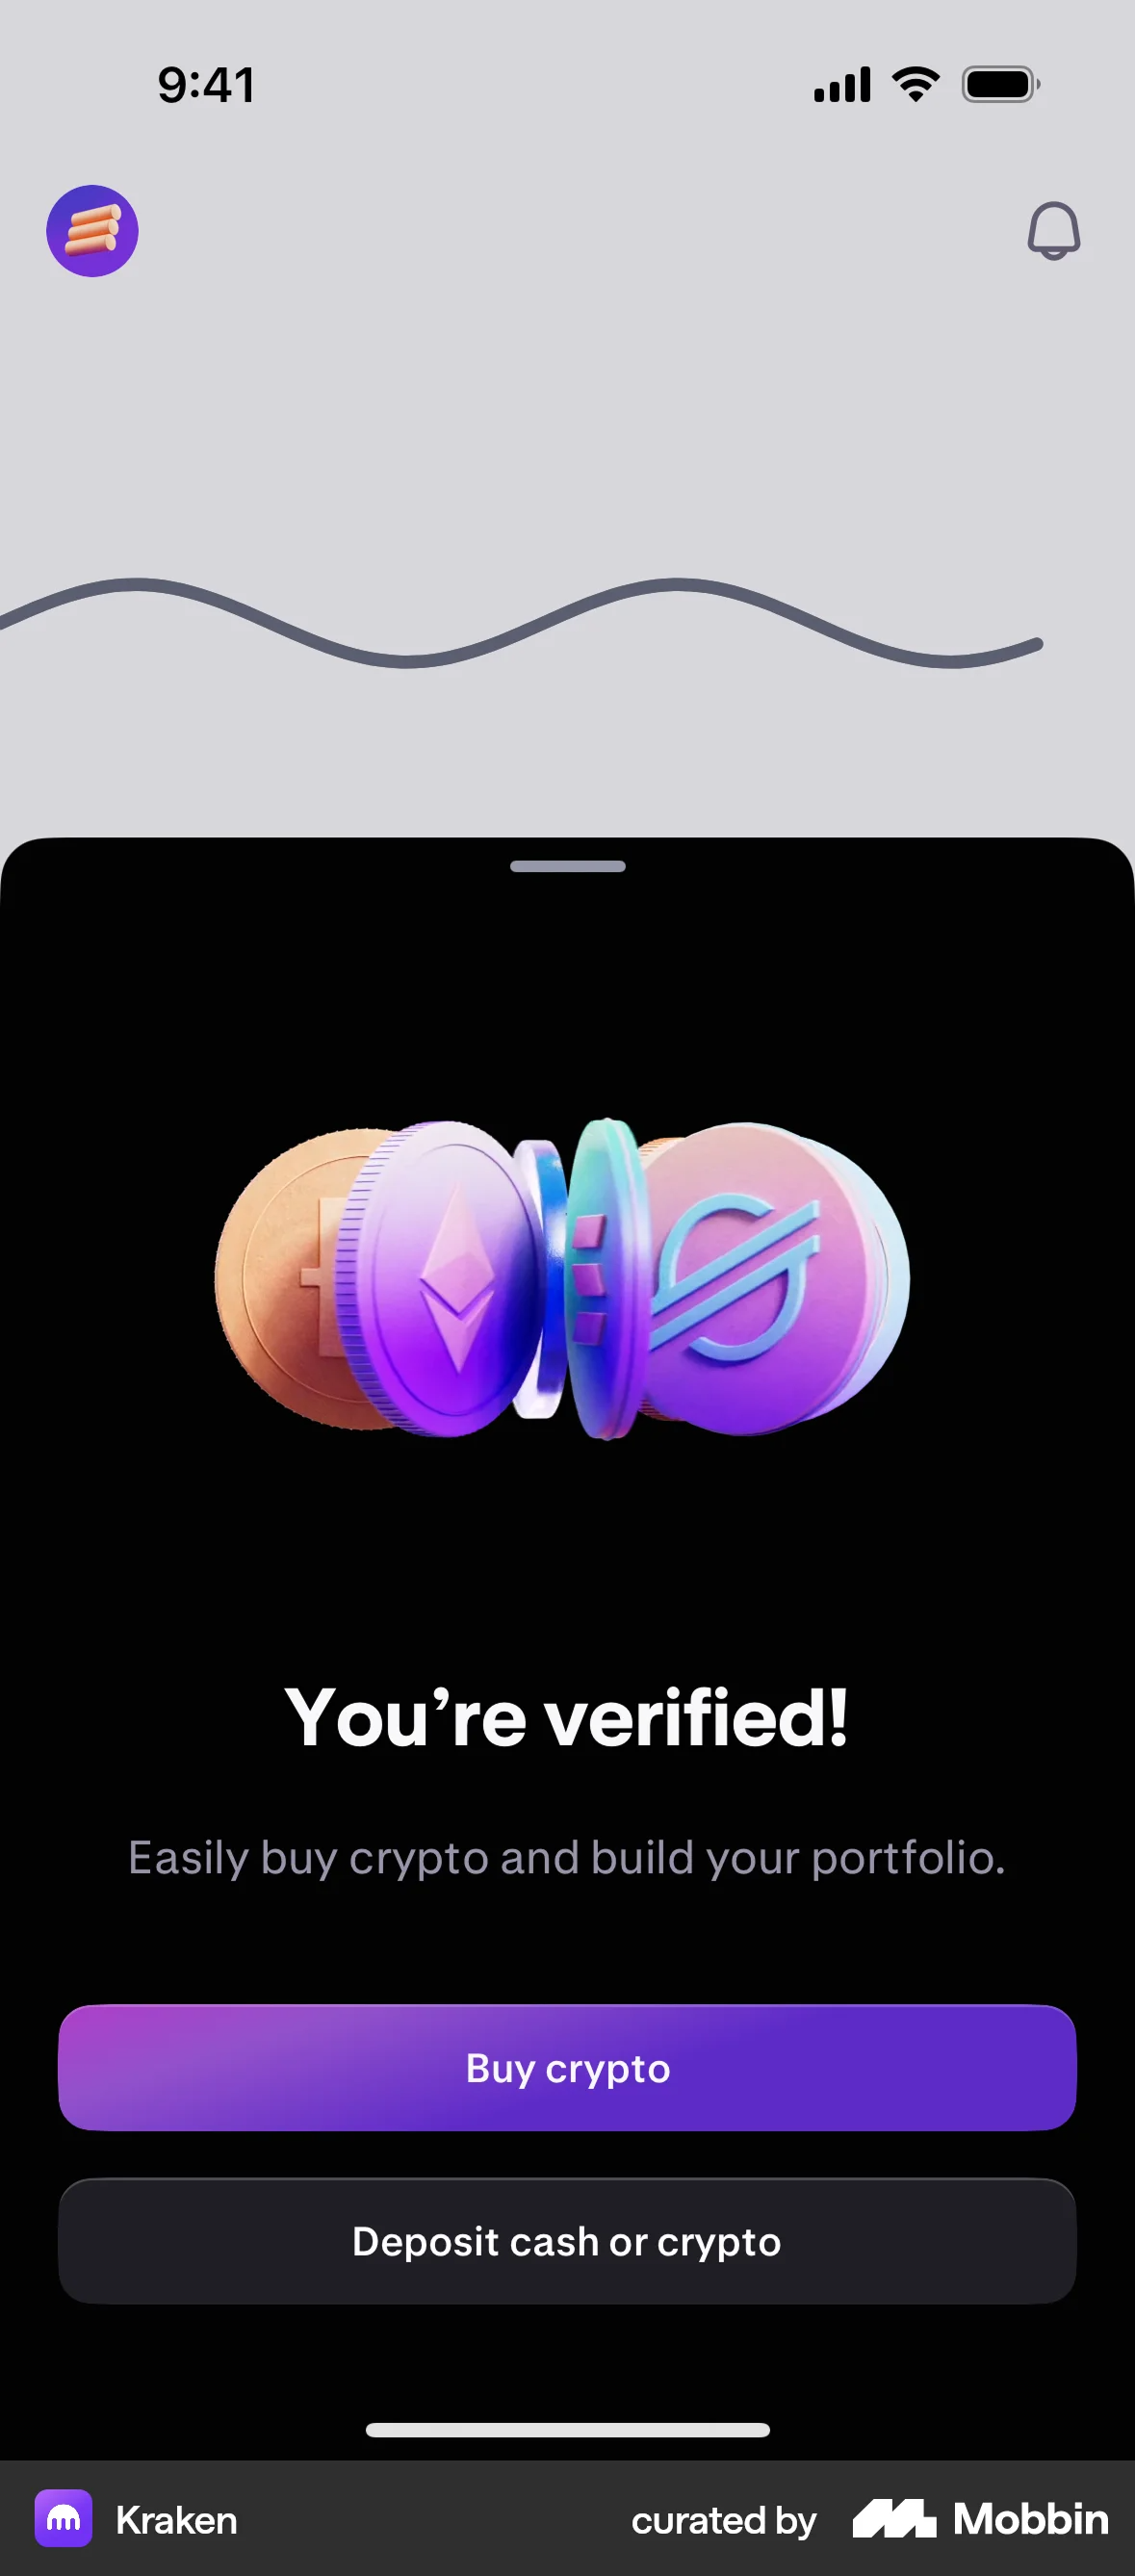 9:41
You’re verified!
Easily buy crypto and build your portfolio.
Buy crypto
Deposit cash or crypto
Kraken
curated by Mobbin